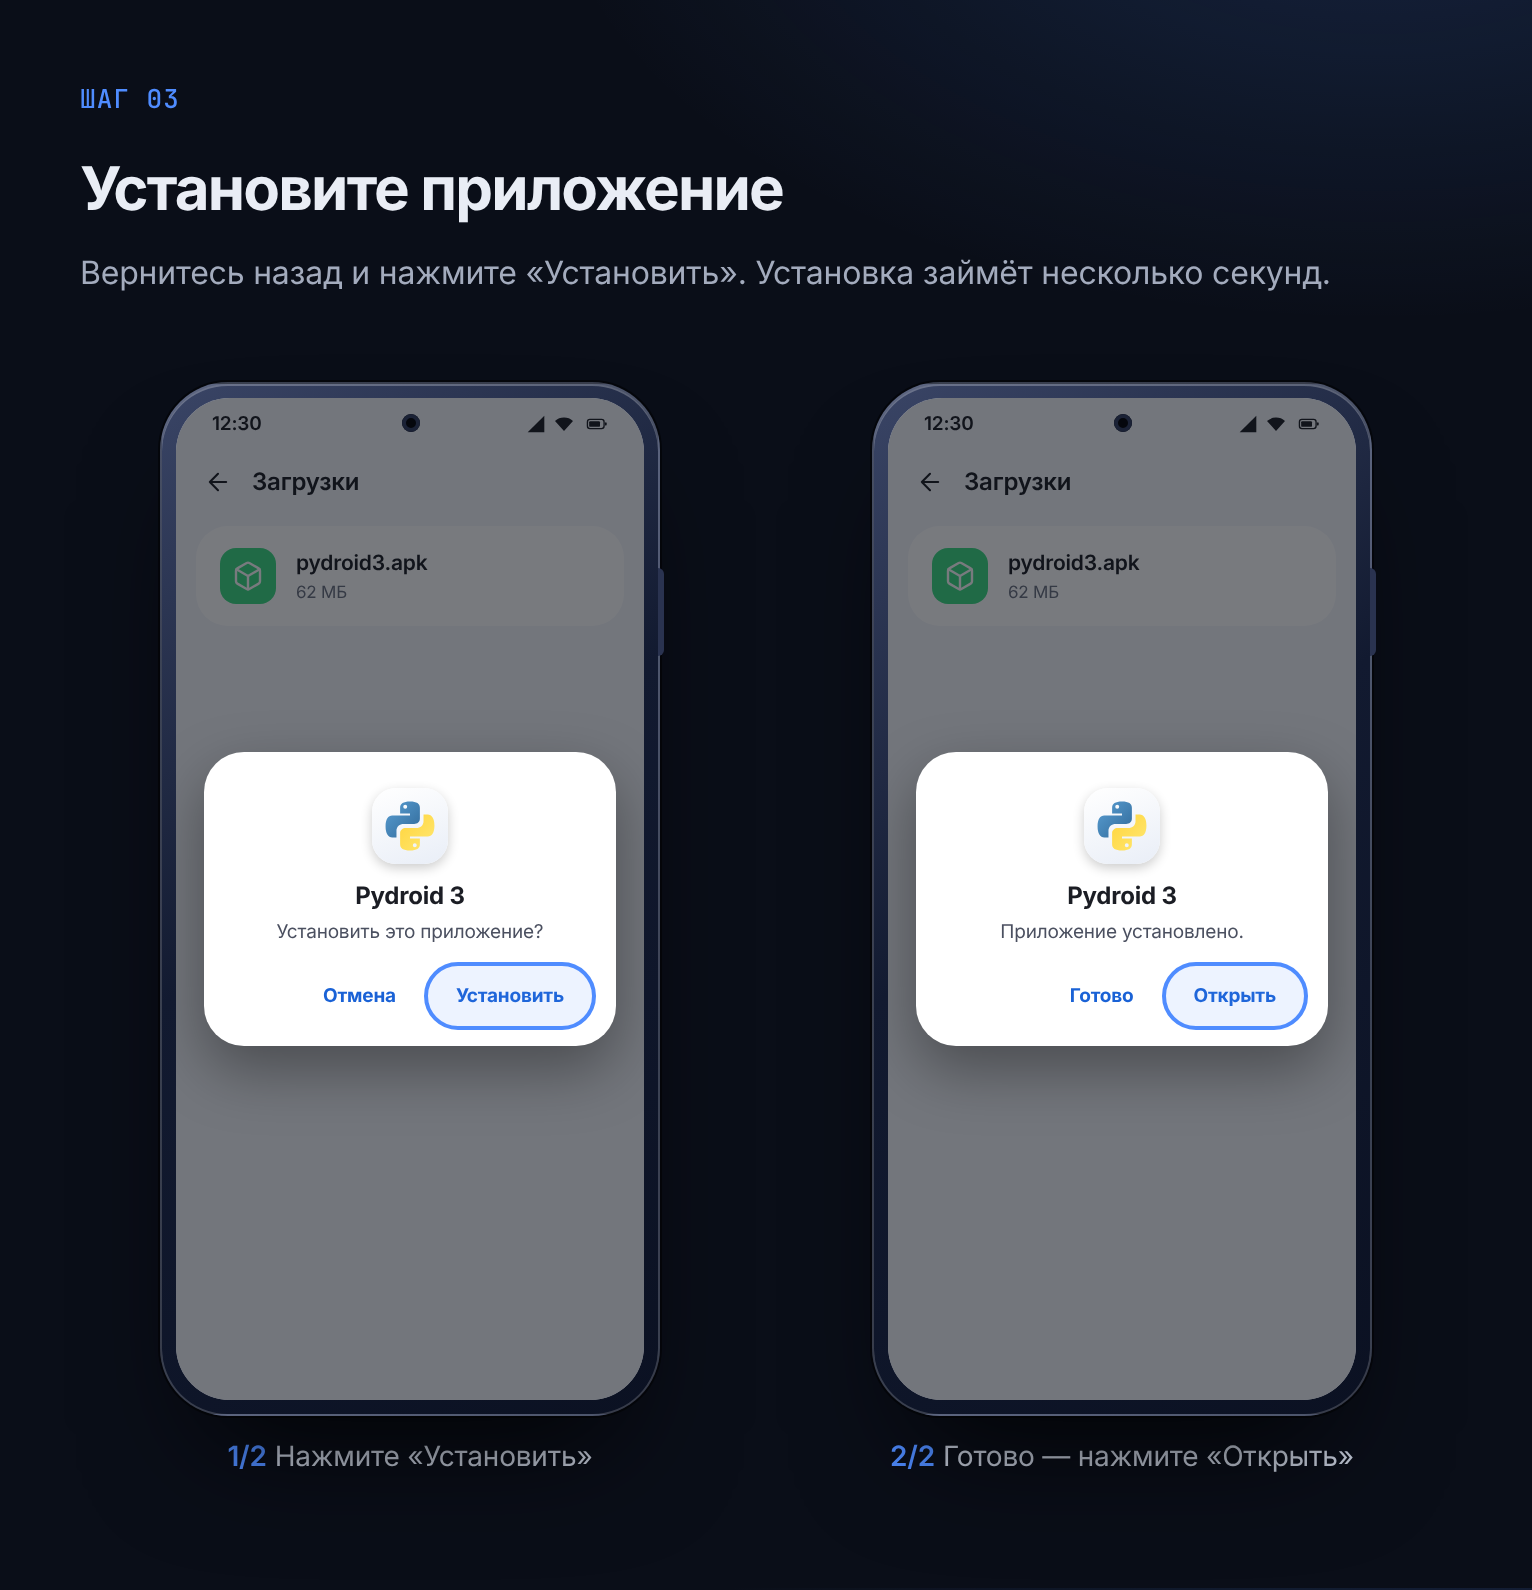 ШАГ 03
Установите приложение
Вернитесь назад и нажмите «Установить». Установка займёт несколько секунд.
12:30
Загрузки
pydroid3.apk
62 МБ
Pydroid 3
Установить это приложение?
Отмена
Установить
1/2 Нажмите «Установить»
12:30
Загрузки
pydroid3.apk
62 МБ
Pydroid 3
Приложение установлено.
Готово
Открыть
2/2 Готово — нажмите «Открыть»